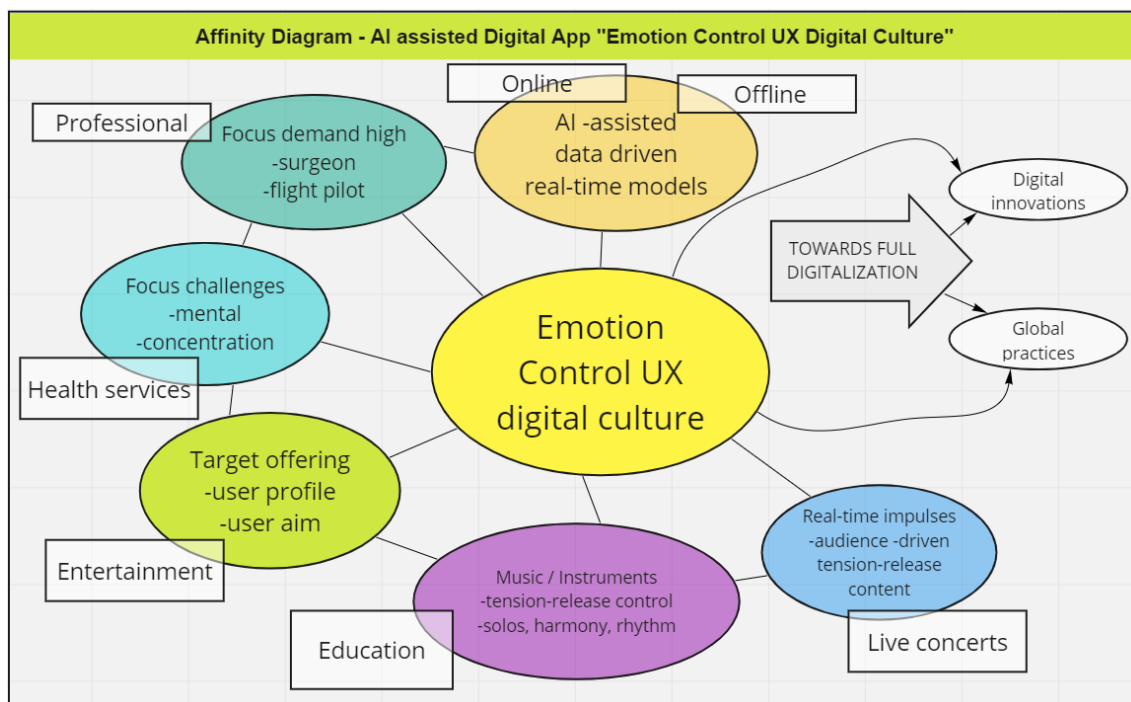 Affinity Diagram - AI assisted Digital App "Emotion Control UX Digital Culture"
Online
Offline
Professional
Focus demand high
-surgeon
-flight pilot
AI -assisted
data driven
real-time models
Digital
innovations
TOWARDS FULL
DIGITALIZATION
Focus challenges
-mental
-concentration
Emotion
Control UX
digital culture
Global
practices
Health services
Target offering
-user profile
-user aim
Entertainment
Music / Instruments
-tension-release control
-solos, harmony, rhythm
Education
Real-time impulses
-audience -driven
tension-release
content
Live concerts